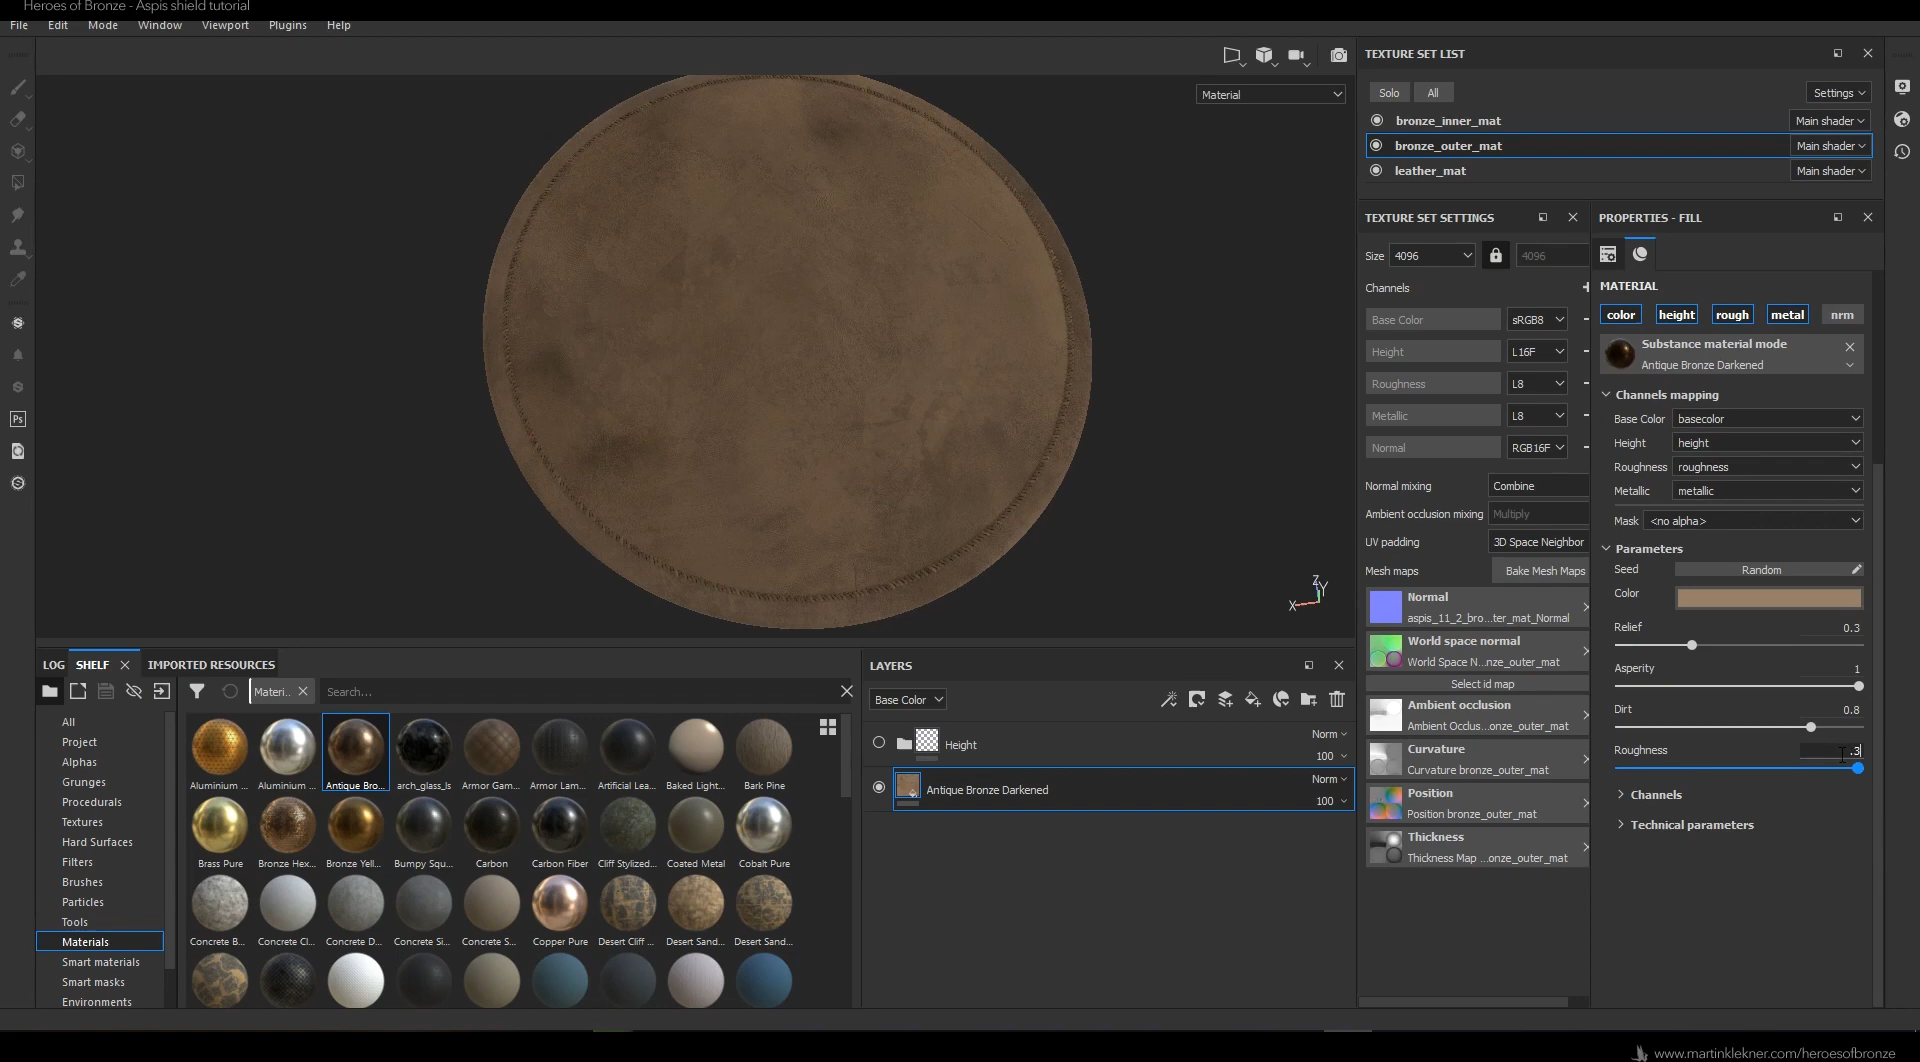 Heroes of Bronze - Aspis shield tutorial
File Edit Mode Window Viewport Plugins Help
Material
TEXTURE SET LIST
Solo All Settings
bronze_inner_mat Main shader
bronze_outer_mat Main shader
leather_mat Main shader
TEXTURE SET SETTINGS
Size 4096 4096
Channels
Base Color sRGB8
Height L16F
Roughness L8
Metallic L8
Normal RGB16F
Normal mixing Combine
Ambient occlusion mixing Multiply
UV padding 3D Space Neighbor
Mesh maps Bake Mesh Maps
Normal
aspis_11_2_bro...ter_mat_Normal
World space normal
World Space N...nze_outer_mat
Select id map
Ambient occlusion
Ambient Occlus...onze_outer_mat
Curvature
Curvature bronze_outer_mat
Position
Position bronze_outer_mat
Thickness
Thickness Map ...onze_outer_mat
PROPERTIES - FILL
MATERIAL
color height rough metal nrm
Substance material mode
Antique Bronze Darkened
Channels mapping
Base Color basecolor
Height height
Roughness roughness
Metallic metallic
Mask <no alpha>
Parameters
Seed Random
Color
Relief 0.3
Asperity 1
Dirt 0.8
Roughness .3
Channels
Technical parameters
Z
Y
X
LOG SHELF IMPORTED RESOURCES
Materi.. Search...
All
Project
Alphas
Grunges
Procedurals
Textures
Hard Surfaces
Filters
Brushes
Particles
Tools
Materials
Smart materials
Smart masks
Environments
Aluminium ... Aluminium ... Antique Bro... arch_glass_ls Armor Gam... Armor Lam... Artificial Lea... Baked Light... Bark Pine
Brass Pure Bronze Hex... Bronze Yell... Bumpy Squ... Carbon Carbon Fiber Cliff Stylized... Coated Metal Cobalt Pure
Concrete B... Concrete Cl... Concrete D... Concrete Si... Concrete S... Copper Pure Desert Cliff ... Desert Sand... Desert Sand...
LAYERS
Base Color
Height Norm
100
Antique Bronze Darkened Norm
100
Ps
www.martinklekner.com/heroesofbronze